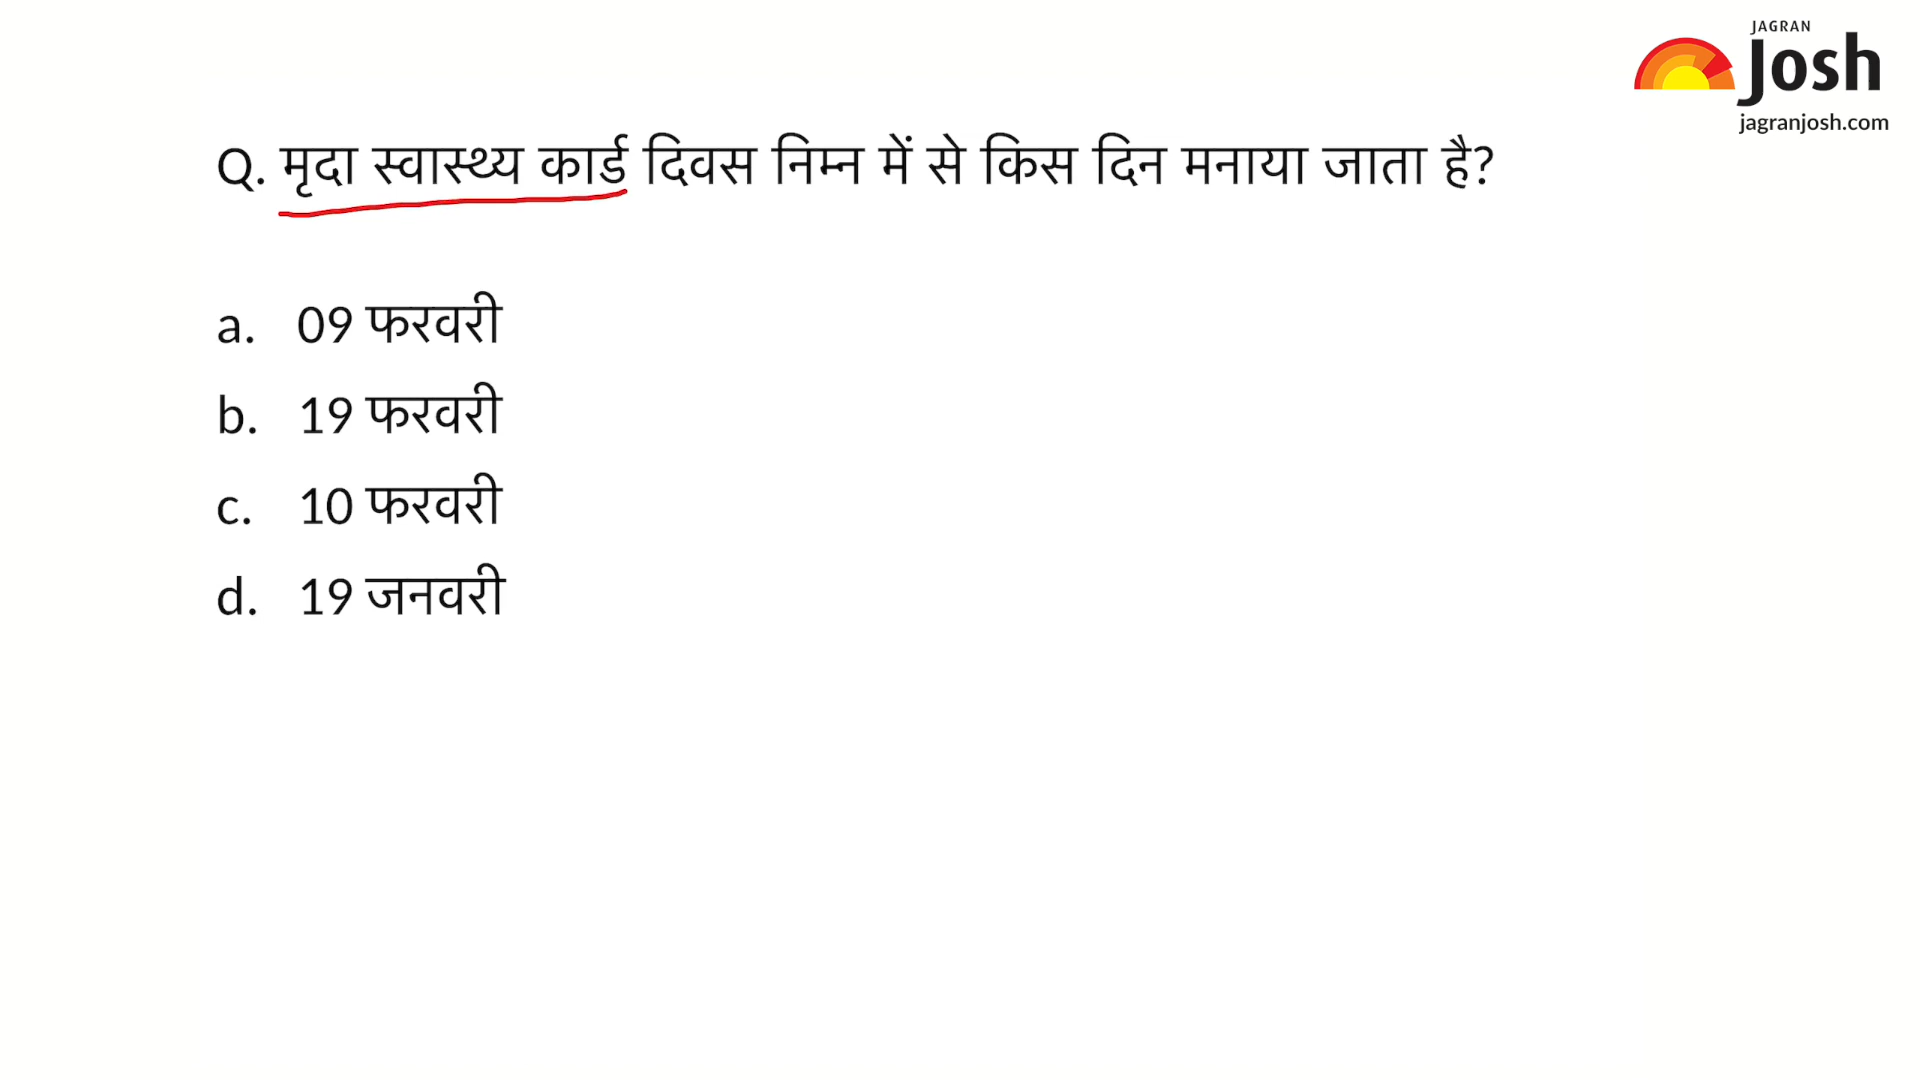 JAGRAN
Josh
jagranjosh.com
Q. मृदा स्वास्थ्य कार्ड दिवस निम्न में से किस दिन मनाया जाता है?
a. 09 फरवरी
b. 19 फरवरी
c. 10 फरवरी
d. 19 जनवरी